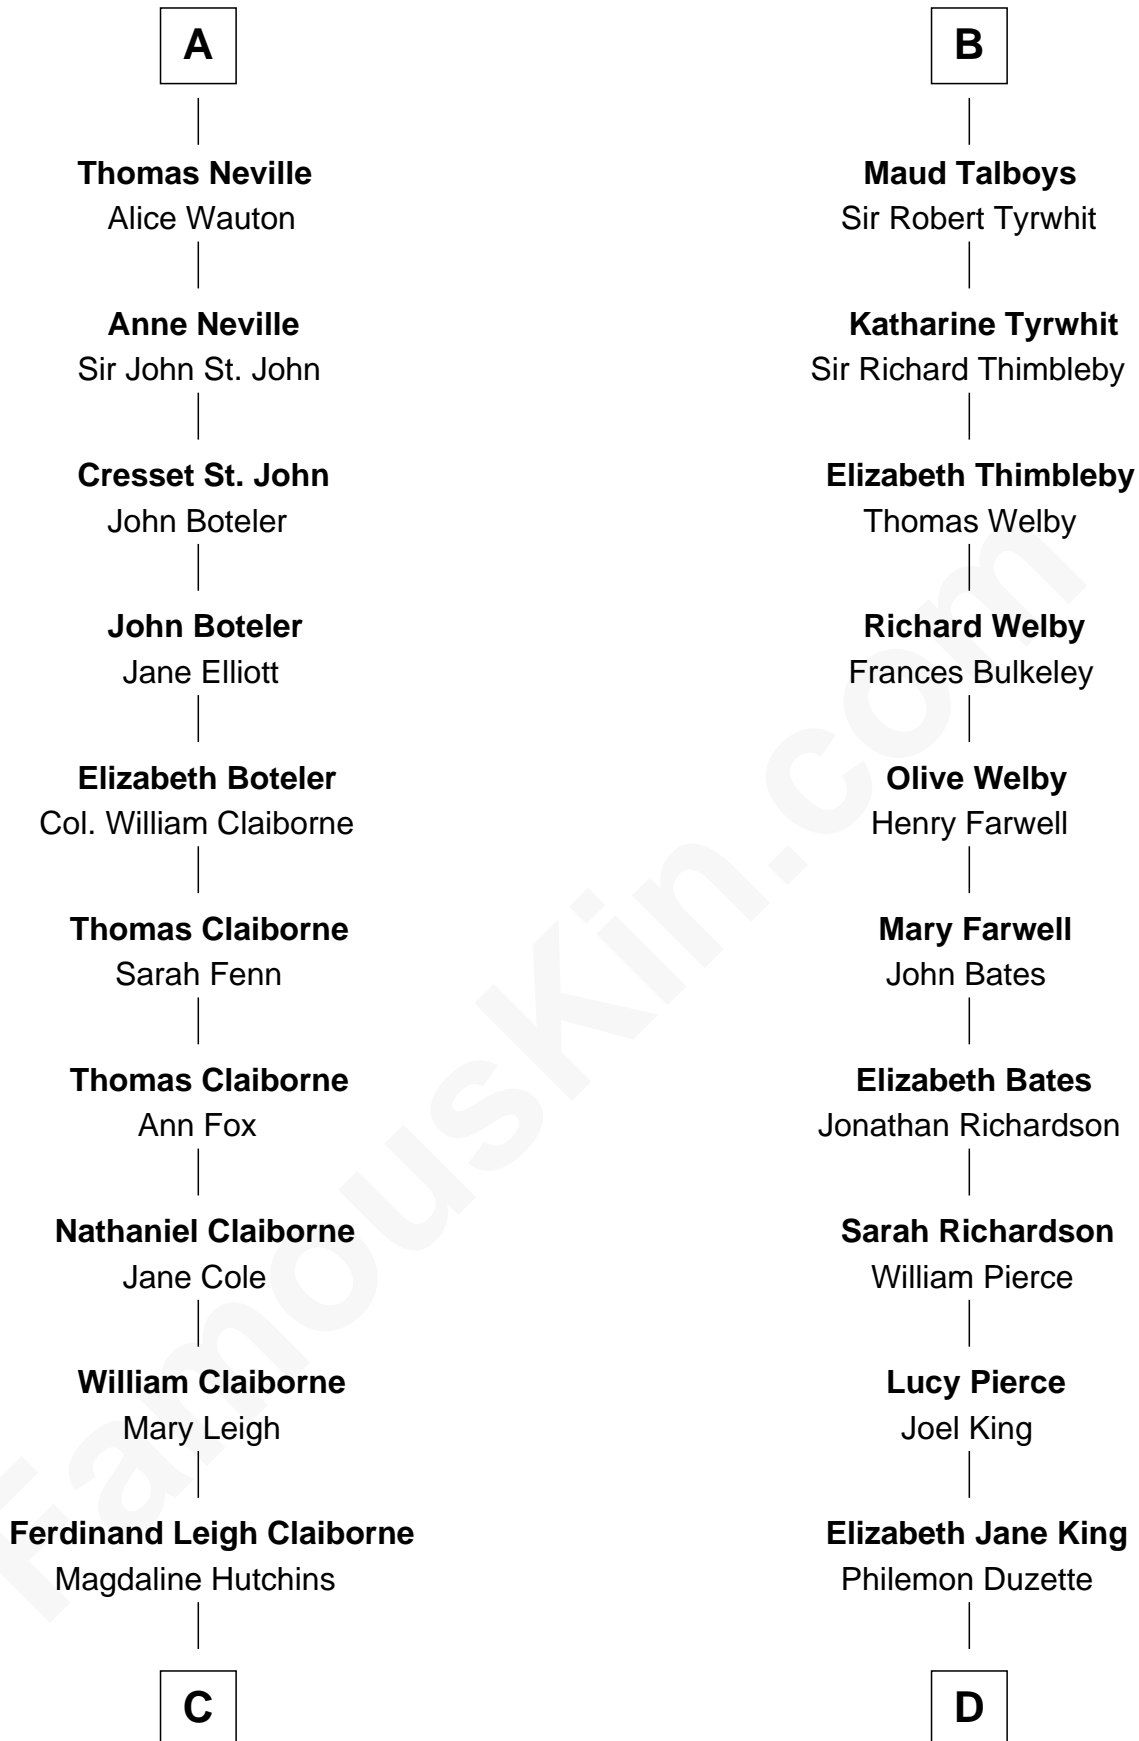 A
Thomas Neville
Alice Wauton
Anne Neville
Sir John St. John
Cresset St. John
John Boteler
John Boteler
Jane Elliott
Elizabeth Boteler
Col. William Claiborne
Thomas Claiborne
Sarah Fenn
Thomas Claiborne
Ann Fox
Nathaniel Claiborne
Jane Cole
William Claiborne
Mary Leigh
Ferdinand Leigh Claiborne
Magdaline Hutchins
C
B
Maud Talboys
Sir Robert Tyrwhit
Katharine Tyrwhit
Sir Richard Thimbleby
Elizabeth Thimbleby
Thomas Welby
Richard Welby
Frances Bulkeley
Olive Welby
Henry Farwell
Mary Farwell
John Bates
Elizabeth Bates
Jonathan Richardson
Sarah Richardson
William Pierce
Lucy Pierce
Joel King
Elizabeth Jane King
Philemon Duzette
D
FamousKin.com